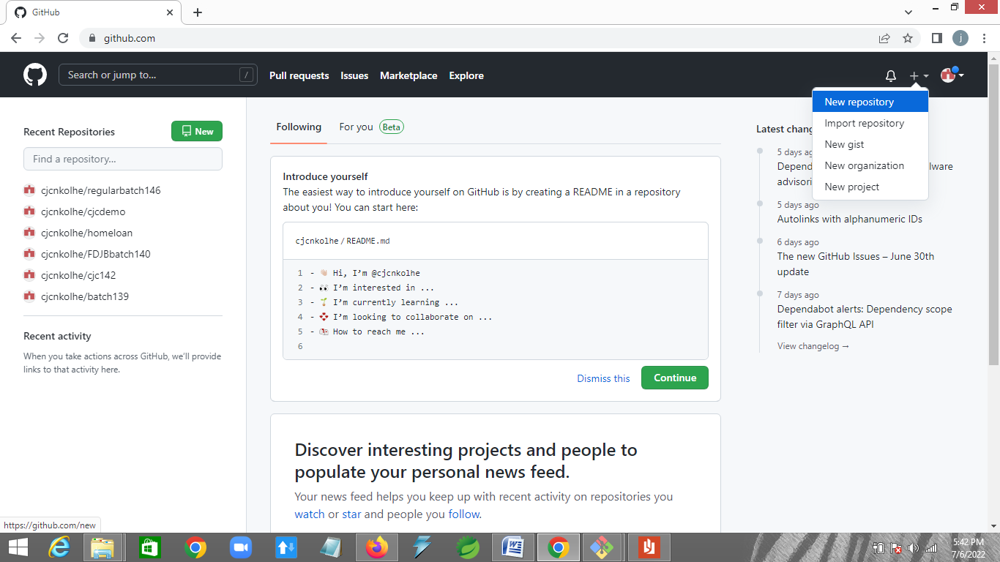 GitHub
github.com
Search or jump to...
/
Pull requests
Issues
Marketplace
Explore
New repository
Import repository
New gist
New organization
New project
Recent Repositories
New
Find a repository...
cjcnkolhe/regularbatch146
cjcnkolhe/cjcdemo
cjcnkolhe/homeloan
cjcnkolhe/FDJBbatch140
cjcnkolhe/cjc142
cjcnkolhe/batch139
Recent activity
When you take actions across GitHub, we'll provide
links to that activity here.
Following
For you
Beta
Introduce yourself
The easiest way to introduce yourself on GitHub is by creating a README in a repository
about you! You can start here:
cjcnkolhe / README.md
1 - 👋 Hi, I'm @cjcnkolhe
2 - 👀 I'm interested in ...
3 - 🌱 I'm currently learning ...
4 - 💞️ I'm looking to collaborate on ...
5 - 📫 How to reach me ...
6
Dismiss this
Continue
Discover interesting projects and people to
populate your personal news feed.
Your news feed helps you keep up with recent activity on repositories you
watch or star and people you follow.
Latest
5 days
5 days ago
Autolinks with alphanumeric IDs
6 days ago
The new GitHub Issues – June 30th
update
7 days ago
Dependabot alerts: Dependency scope
filter via GraphQL API
View changelog →
https://github.com/new
j
W
5:42 PM
7/6/2022